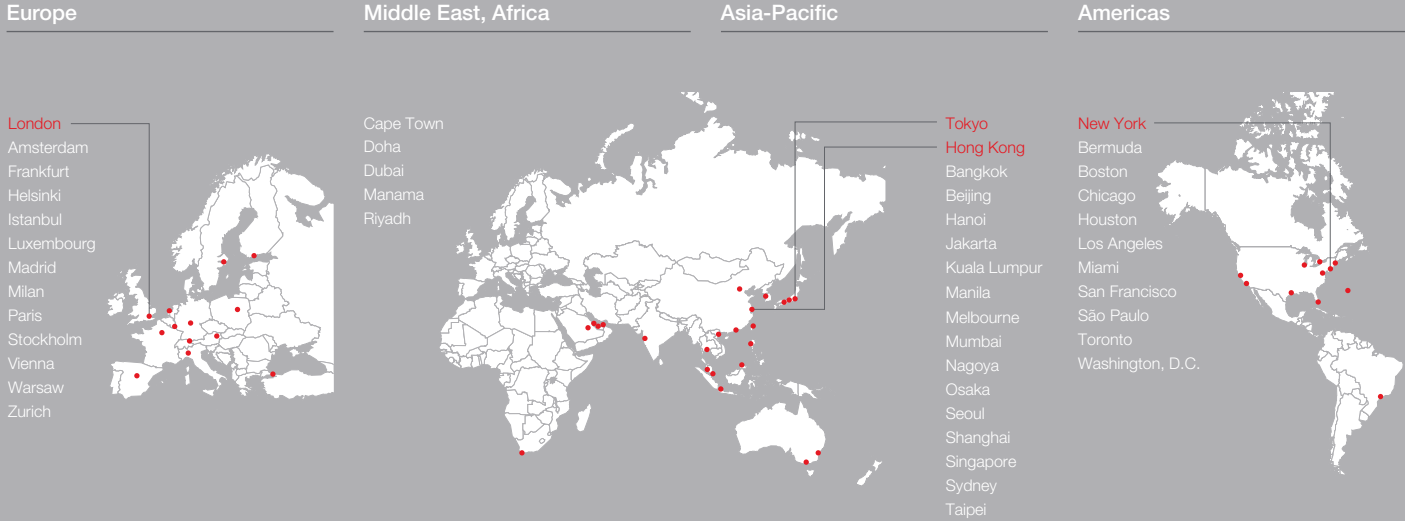 Europe
London
Amsterdam
Frankfurt
Helsinki
Istanbul
Luxembourg
Madrid
Milan
Paris
Stockholm
Vienna
Warsaw
Zurich
Middle East, Africa
Cape Town
Doha
Dubai
Manama
Riyadh
Asia-Pacific
Tokyo
Hong Kong
Bangkok
Beijing
Hanoi
Jakarta
Kuala Lumpur
Manila
Melbourne
Mumbai
Nagoya
Osaka
Seoul
Shanghai
Singapore
Sydney
Taipei
Americas
New York
Bermuda
Boston
Chicago
Houston
Los Angeles
Miami
San Francisco
São Paulo
Toronto
Washington, D.C.